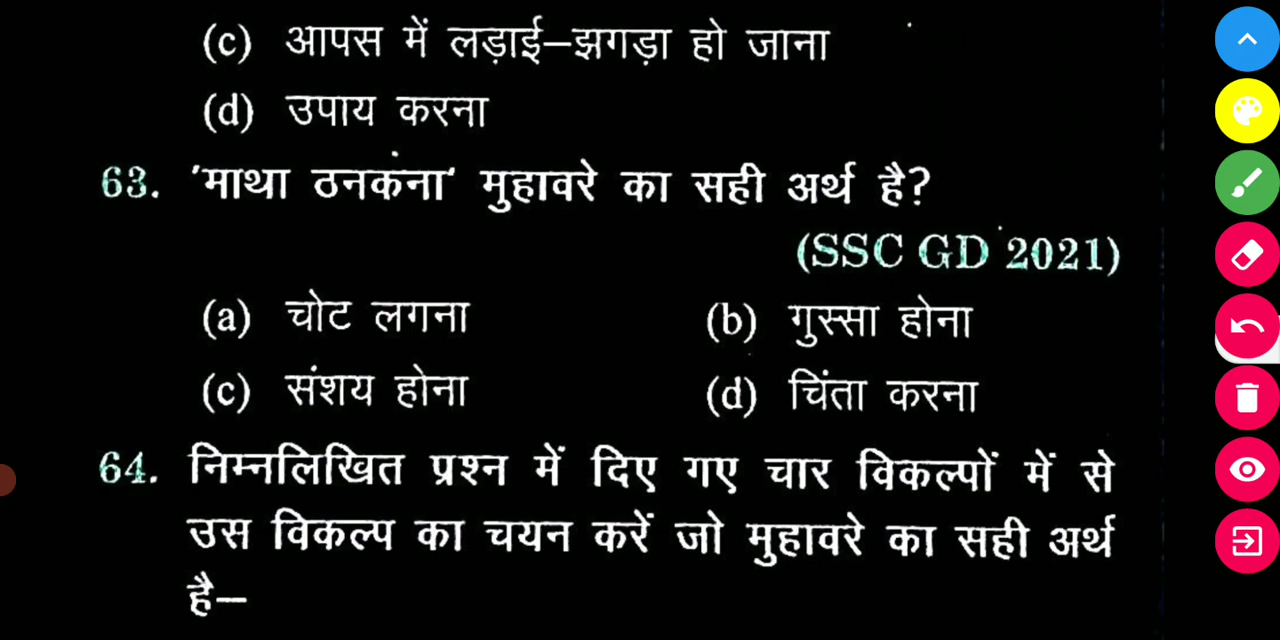 (c) आपस में लड़ाई–झगड़ा हो जाना
(d) उपाय करना
63. 'माथा ठनकना' मुहावरे का सही अर्थ है?
(SSC GD 2021)
(a) चोट लगना (b) गुस्सा होना
(c) संशय होना (d) चिंता करना
64. निम्नलिखित प्रश्न में दिए गए चार विकल्पों में से
उस विकल्प का चयन करें जो मुहावरे का सही अर्थ
है–